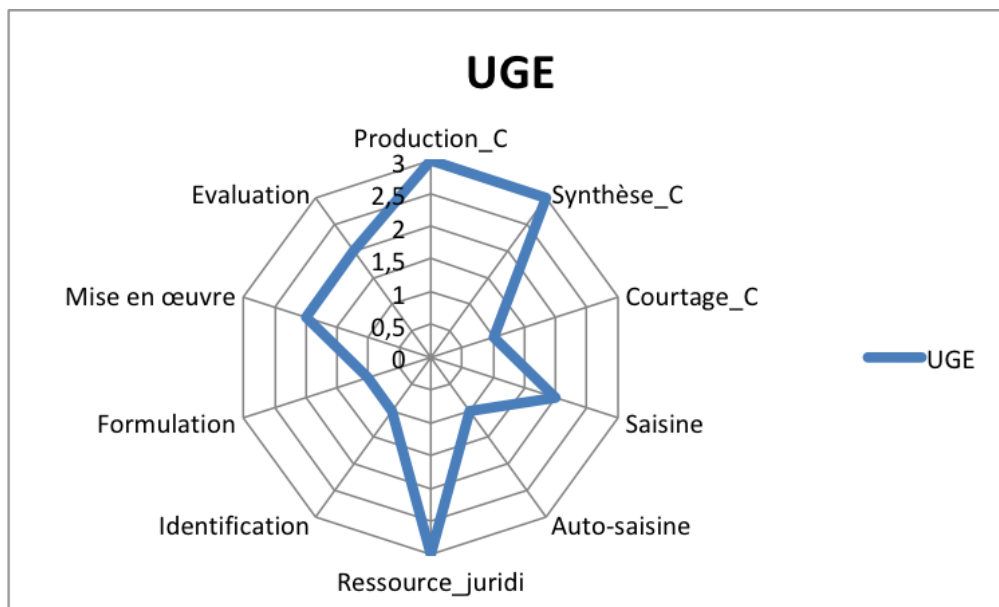 UGE
Production_C
Evaluation
Synthèse_C
Mise en œuvre
Courtage_C
Formulation
Saisine
Identification
Auto-saisine
Ressource_juridi
3
2,5
2
1,5
1
0,5
0
UGE